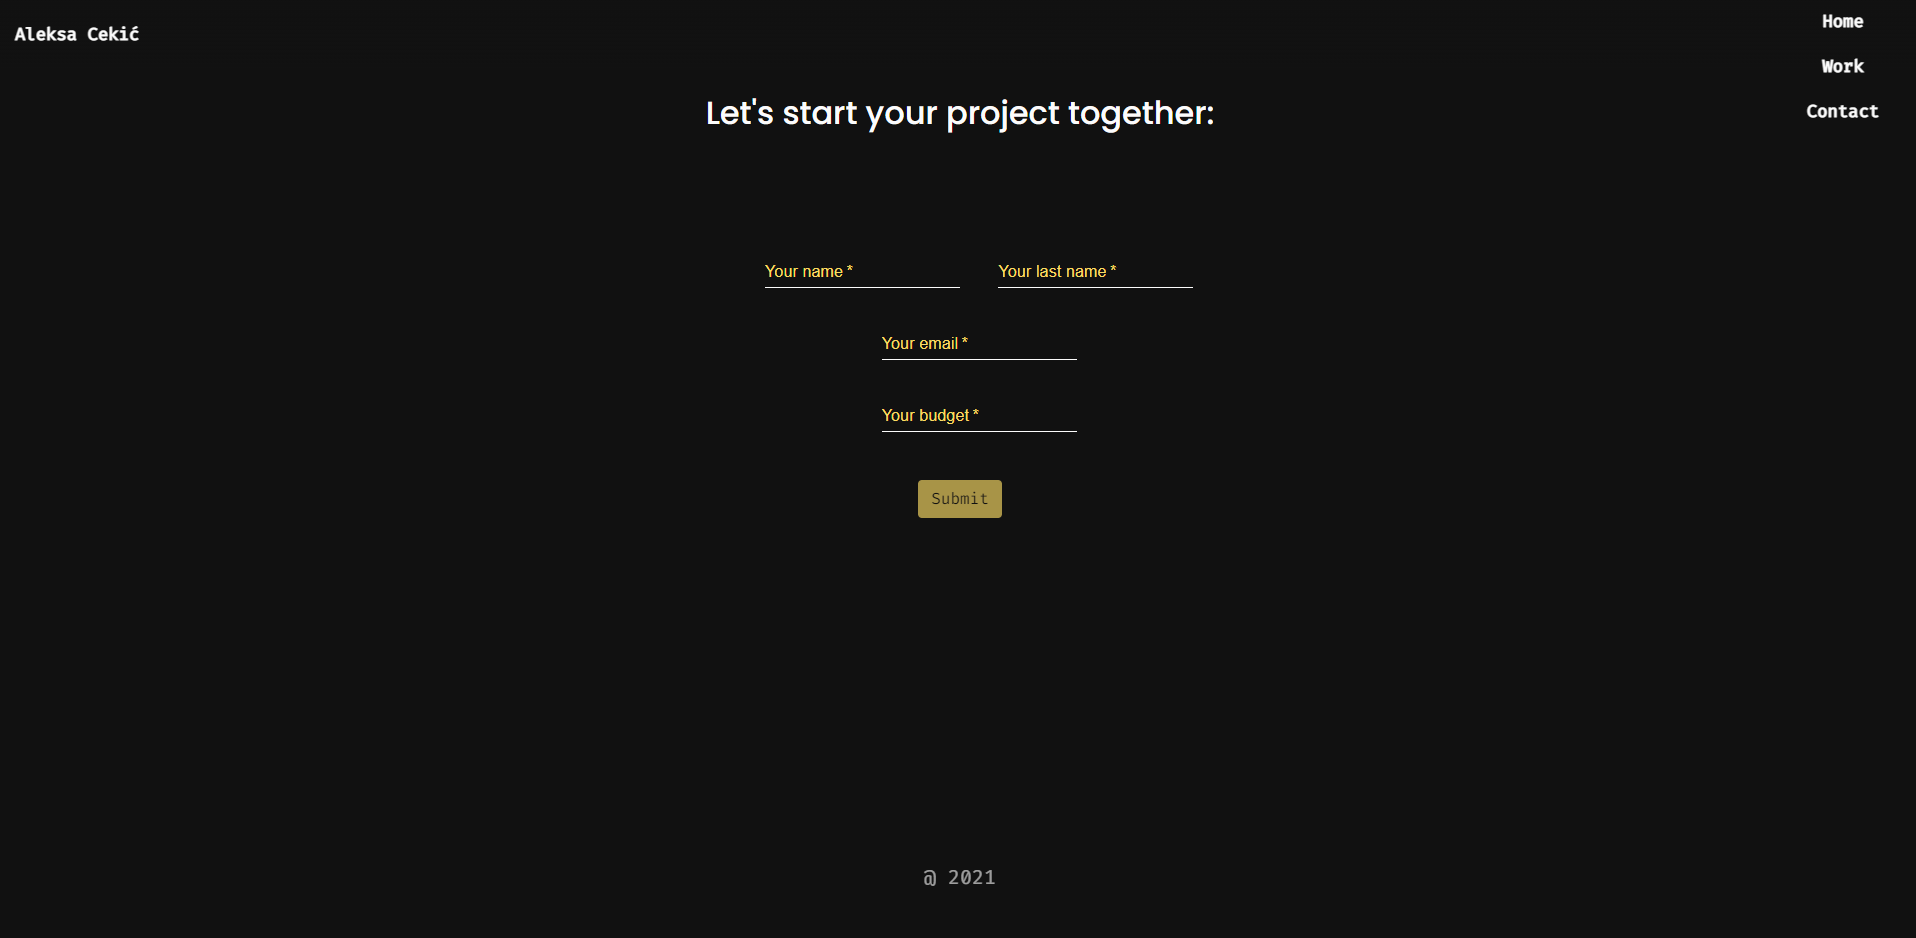 Aleksa Cekić
Home
Work
Contact
Let's start your project together:
Your name *
Your last name *
Your email *
Your budget *
Submit
@ 2021